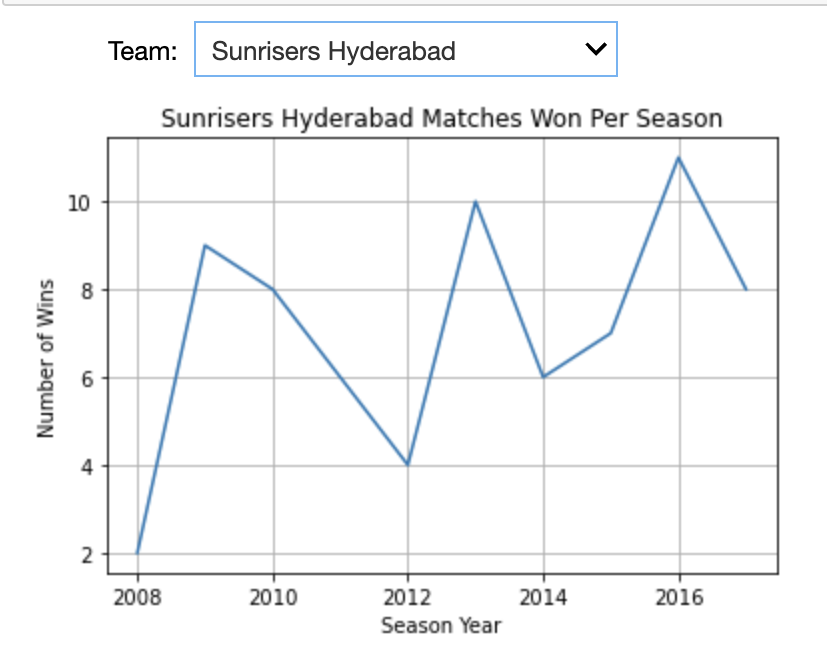 Team: Sunrisers Hyderabad
Sunrisers Hyderabad Matches Won Per Season
10
8
6
4
2
Number of Wins
2008 2010 2012 2014 2016
Season Year